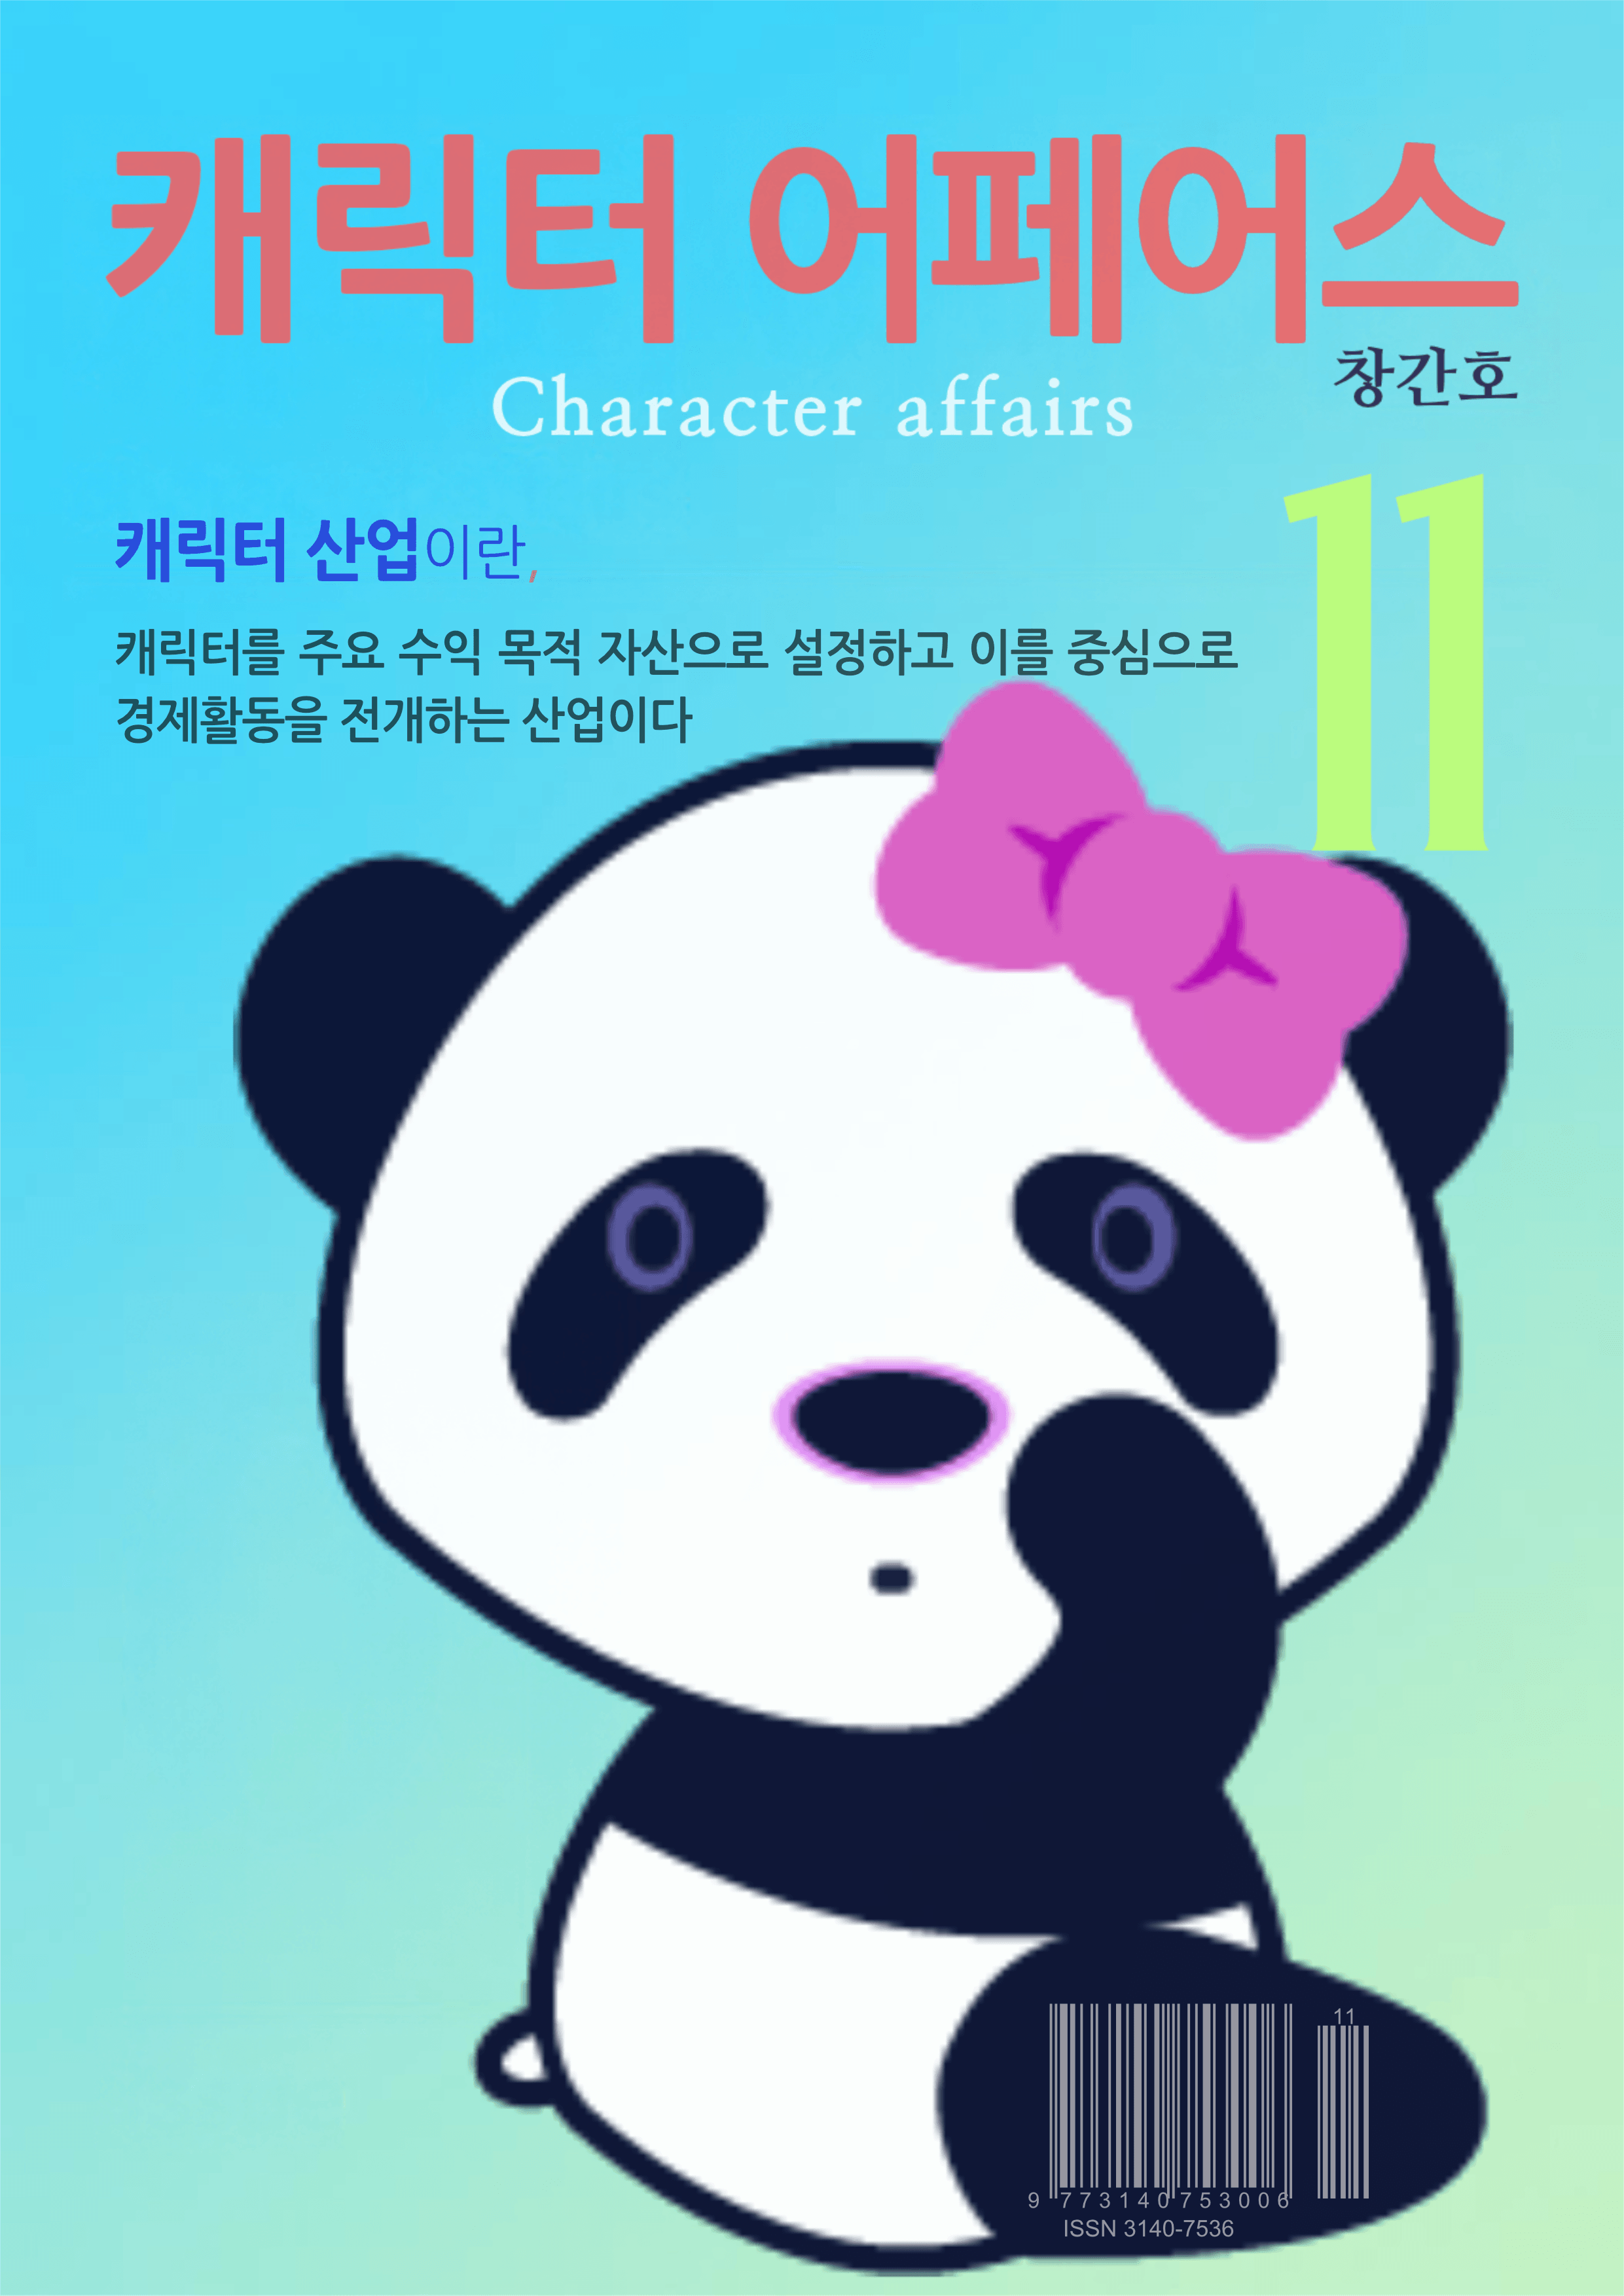 캐릭터 어페어스
Character affairs
창간호
11
캐릭터 산업이란,
캐릭터를 주요 수익 목적 자산으로 설정하고 이를 중심으로
경제활동을 전개하는 산업이다
11
9 773140 753006
ISSN 3140-7536